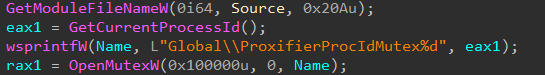 GetModuleFileNameW(0i64, Source, 0x20Au);
eax1 = GetCurrentProcessId();
wsprintfW(Name, L"Global\\ProxifierProcIdMutex%d", eax1);
rax1 = OpenMutexW(0x100000u, 0, Name);